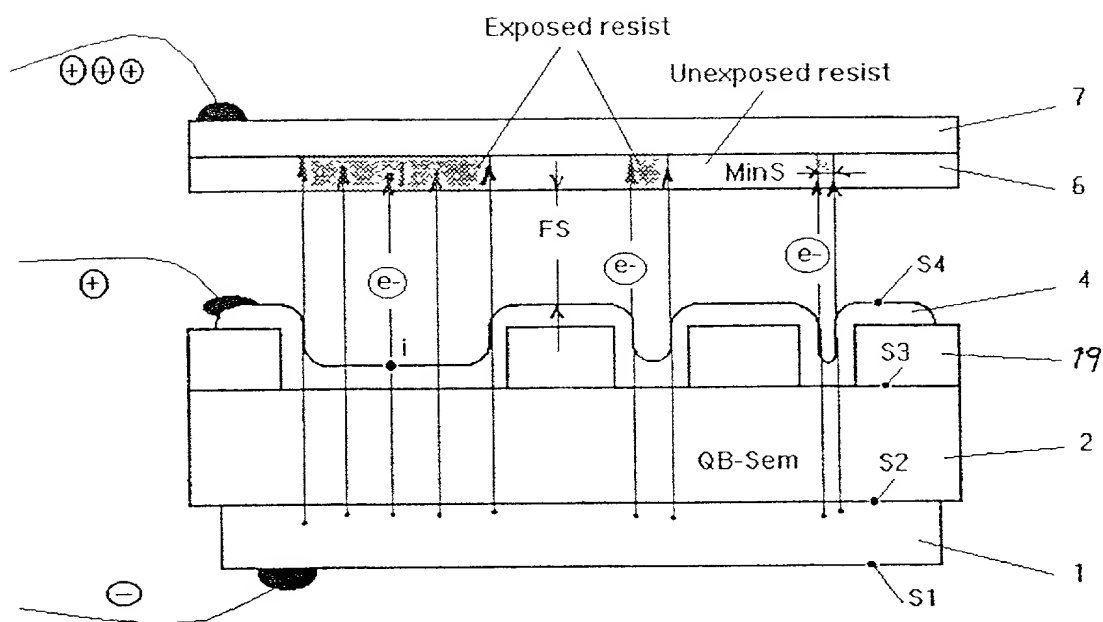 Exposed resist
⊕⊕⊕
Unexposed resist
7
j
MinS
6
FS
e-
e-
e-
⊕
S4
4
i
S3
19
QB-Sem
S2
2
⊖
S1
1